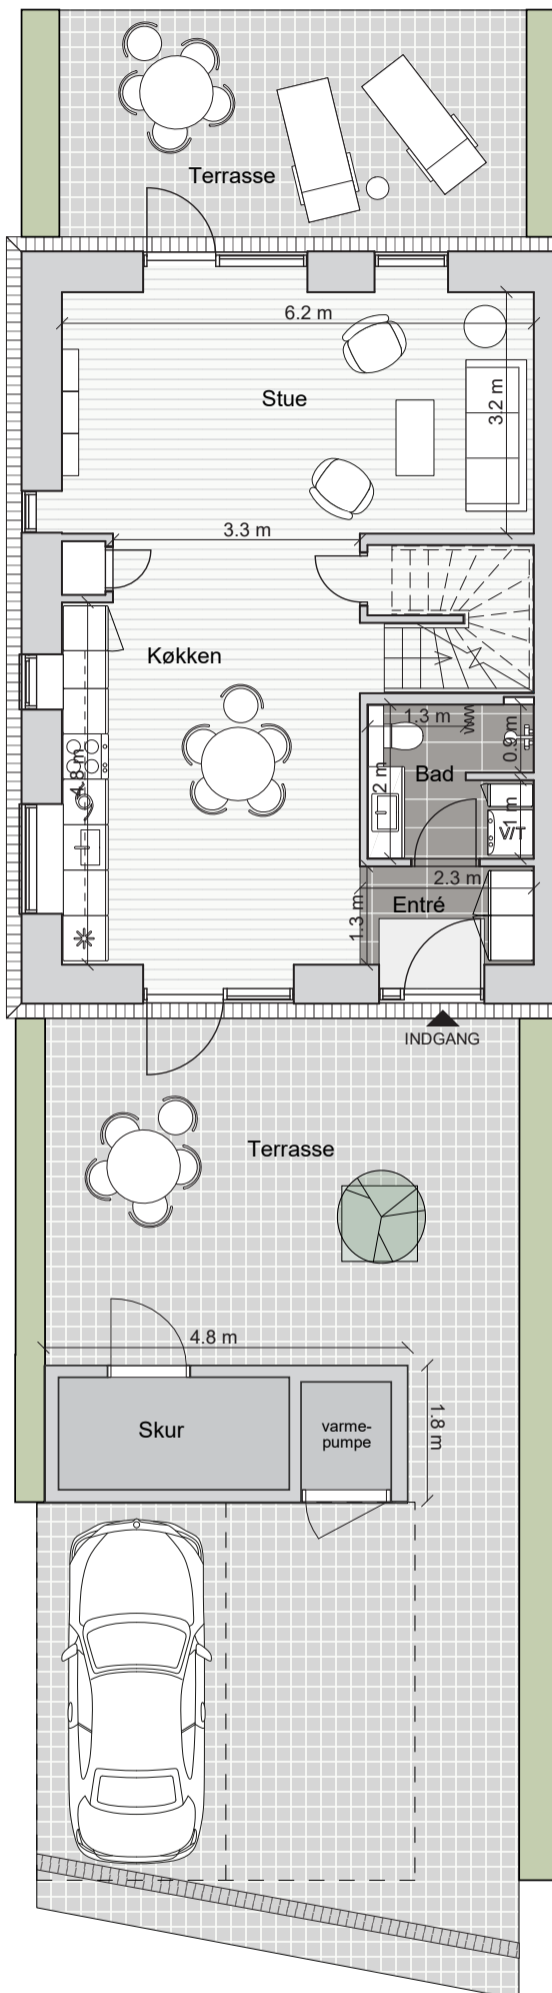 Terrasse
6.2 m
Stue
3.2 m
3.3 m
Køkken
1.3 m
0.9 m
4.8 m
2 m
Bad
1 m
V/T
2.3 m
Entré
1.3 m
INDGANG
Terrasse
4.8 m
Skur
varme-
pumpe
1.8 m